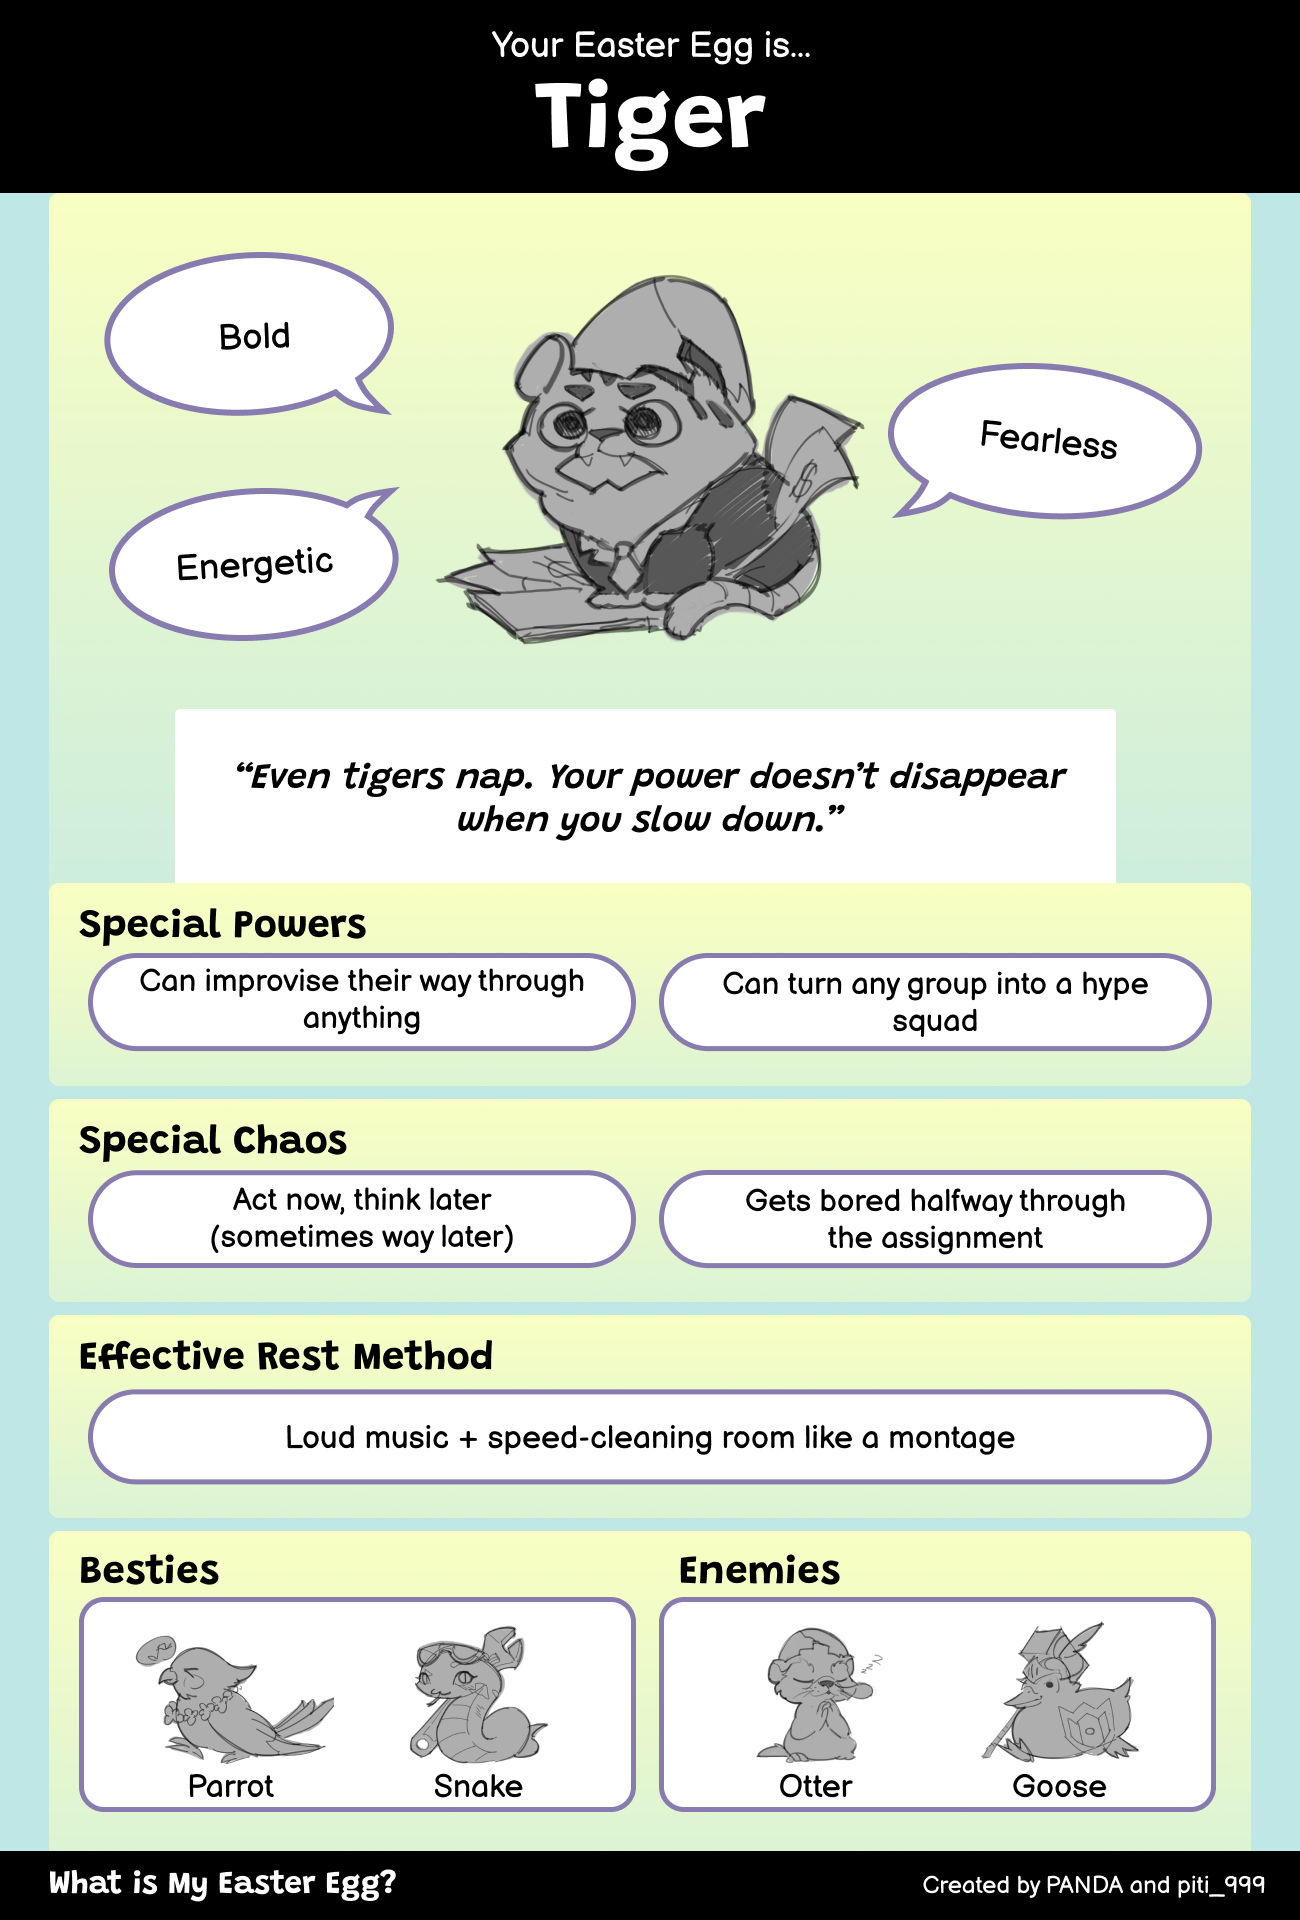 Your Easter Egg is...
Tiger
Bold
Fearless
Energetic
$
“Even tigers nap. Your power doesn’t disappear
when you slow down.”
Special Powers
Can improvise their way through
anything
Can turn any group into a hype
squad
Special Chaos
Act now, think later
(sometimes way later)
Gets bored halfway through
the assignment
Effective Rest Method
Loud music + speed-cleaning room like a montage
Besties
Enemies
zzZ
Parrot
Snake
Otter
Goose
What is My Easter Egg?
Created by PANDA and piti_999